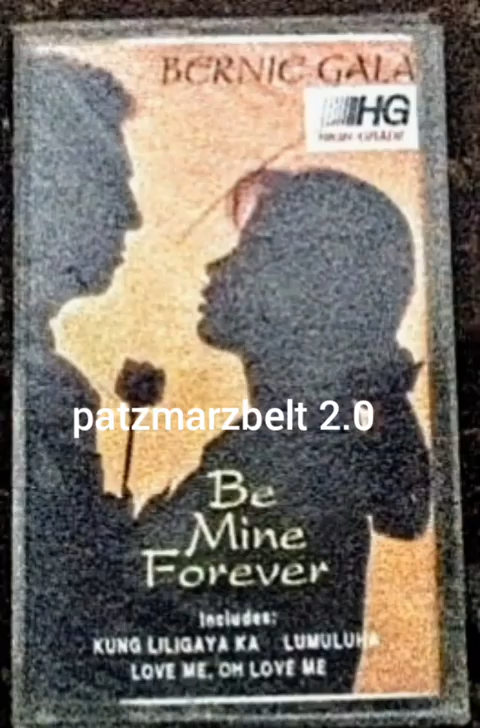 BERNIE GALA
HG
HIGH GRADE
patzmarzbelt 2.0
Be
Mine
Forever
Includes:
KUNG LILIGAYA KA LUMULUHA
LOVE ME, OH LOVE ME